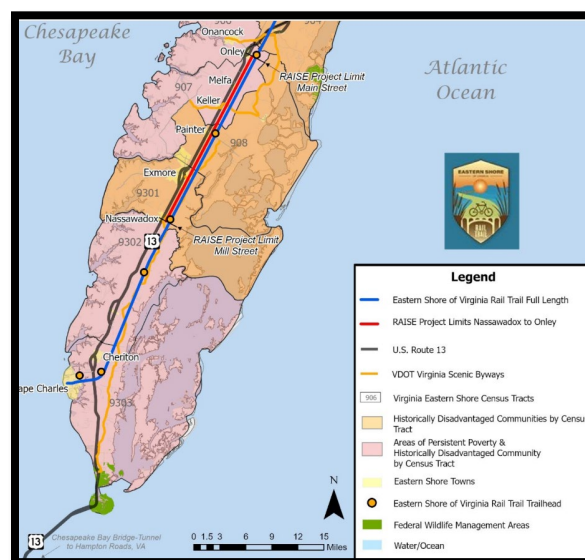 Chesapeake
Bay
Onancock
Onley
RAISE Project Limit
Main Street
Melfa
907
Keller
Atlantic
Ocean
Painter
908
Exmore
9301
Nassawadox
9302
13
RAISE Project Limit
Mill Street
EASTERN SHORE
RAIL
TRAIL
Cheriton
ape Charles
9303
13
Chesapeake Bay Bridge-Tunnel
to Hampton Roads, VA
N
0 1.5 3 6 9 12 15
Miles
Legend
Eastern Shore of Virginia Rail Trail Full Length
RAISE Project Limits Nassawadox to Onley
U.S. Route 13
VDOT Virginia Scenic Byways
906 Virginia Eastern Shore Census Tracts
Historically Disadvantaged Communities by Census
Tract
Areas of Persistent Poverty &
Historically Disadvantaged Community
by Census Tract
Eastern Shore Towns
Eastern Shore of Virginia Rail Trail Trailhead
Federal Wildlife Management Areas
Water/Ocean